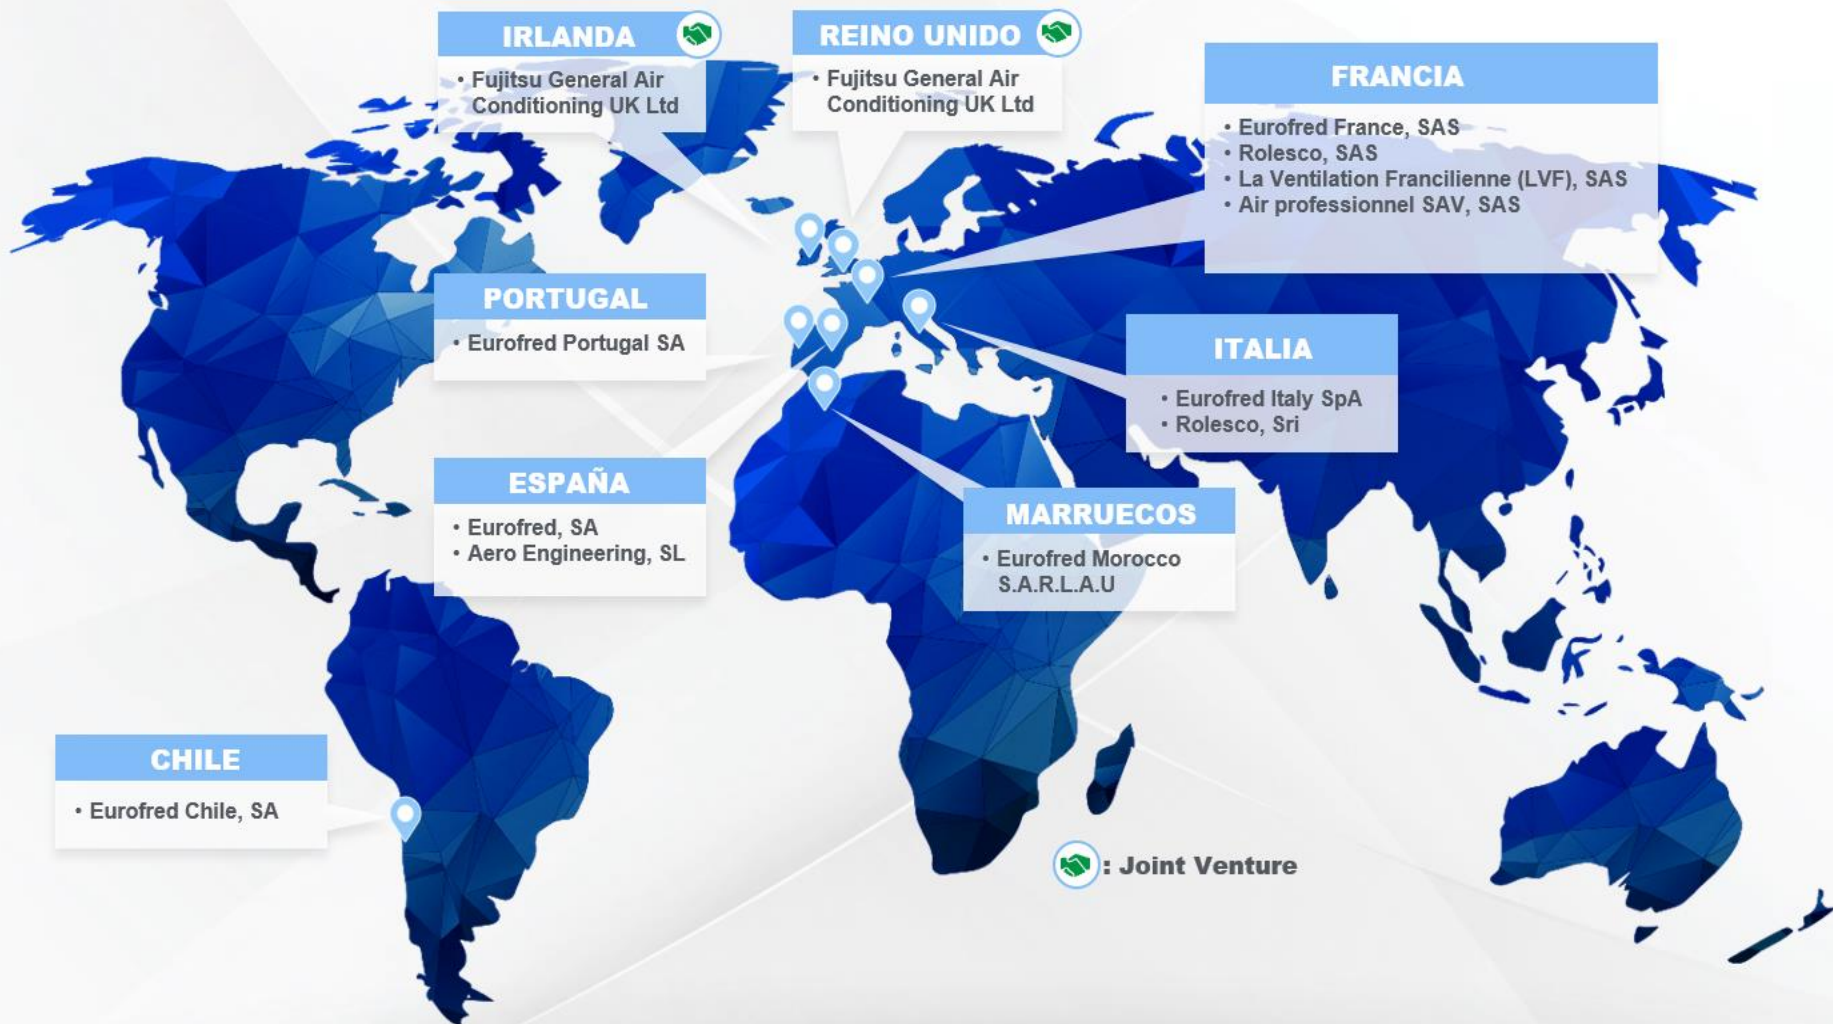 IRLANDA
• Fujitsu General Air
Conditioning UK Ltd
REINO UNIDO
• Fujitsu General Air
Conditioning UK Ltd
FRANCIA
• Eurofred France, SAS
• Rolesco, SAS
• La Ventilation Francilienne (LVF), SAS
• Air professionnel SAV, SAS
PORTUGAL
• Eurofred Portugal SA
ITALIA
• Eurofred Italy SpA
• Rolesco, Sri
ESPAÑA
• Eurofred, SA
• Aero Engineering, SL
MARRUECOS
• Eurofred Morocco
S.A.R.L.A.U
CHILE
• Eurofred Chile, SA
: Joint Venture